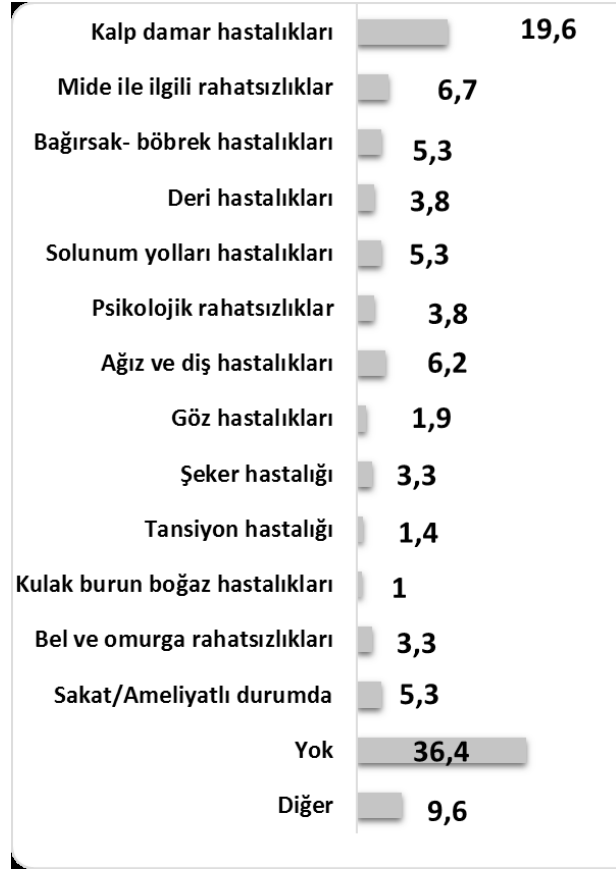 Kalp damar hastalıkları 19,6
Mide ile ilgili rahatsızlıklar 6,7
Bağırsak- böbrek hastalıkları 5,3
Deri hastalıkları 3,8
Solunum yolları hastalıkları 5,3
Psikolojik rahatsızlıklar 3,8
Ağız ve diş hastalıkları 6,2
Göz hastalıkları 1,9
Şeker hastalığı 3,3
Tansiyon hastalığı 1,4
Kulak burun boğaz hastalıkları 1
Bel ve omurga rahatsızlıkları 3,3
Sakat/Ameliyatlı durumda 5,3
Yok 36,4
Diğer 9,6